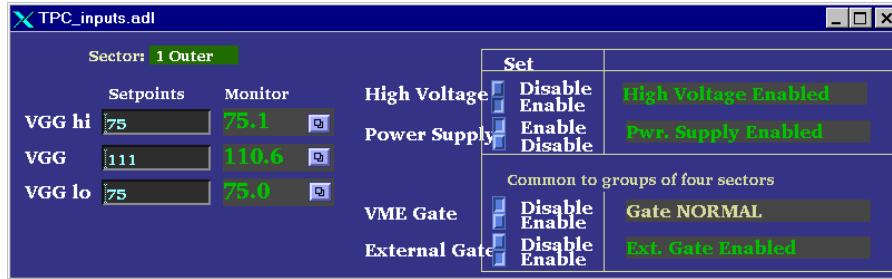 TPC_inputs.adl
Sector: 1 Outer
Set
Setpoints Monitor
High Voltage Disable
Enable
High Voltage Enabled
VGG hi 75 75.1
Power Supply Enable
Disable
Pwr. Supply Enabled
VGG 111 110.6
Common to groups of four sectors
VGG lo 75 75.0
VME Gate Disable
Enable
Gate NORMAL
External Gate Disable
Enable
Ext. Gate Enabled